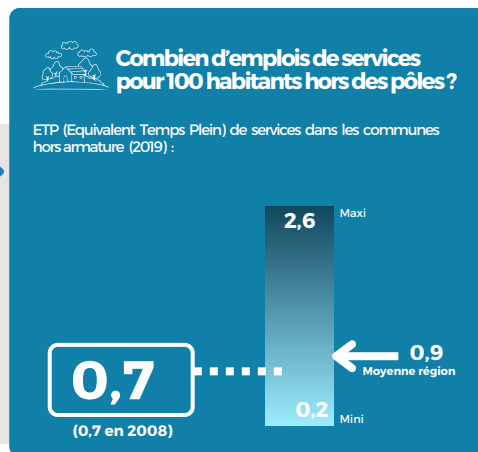 Combien d'emplois de services
pour 100 habitants hors des pôles ?
ETP (Equivalent Temps Plein) de services dans les communes
hors armature (2019) :
2,6
Maxi
0,9
Moyenne région
0,7
0,2
Mini
(0,7 en 2008)